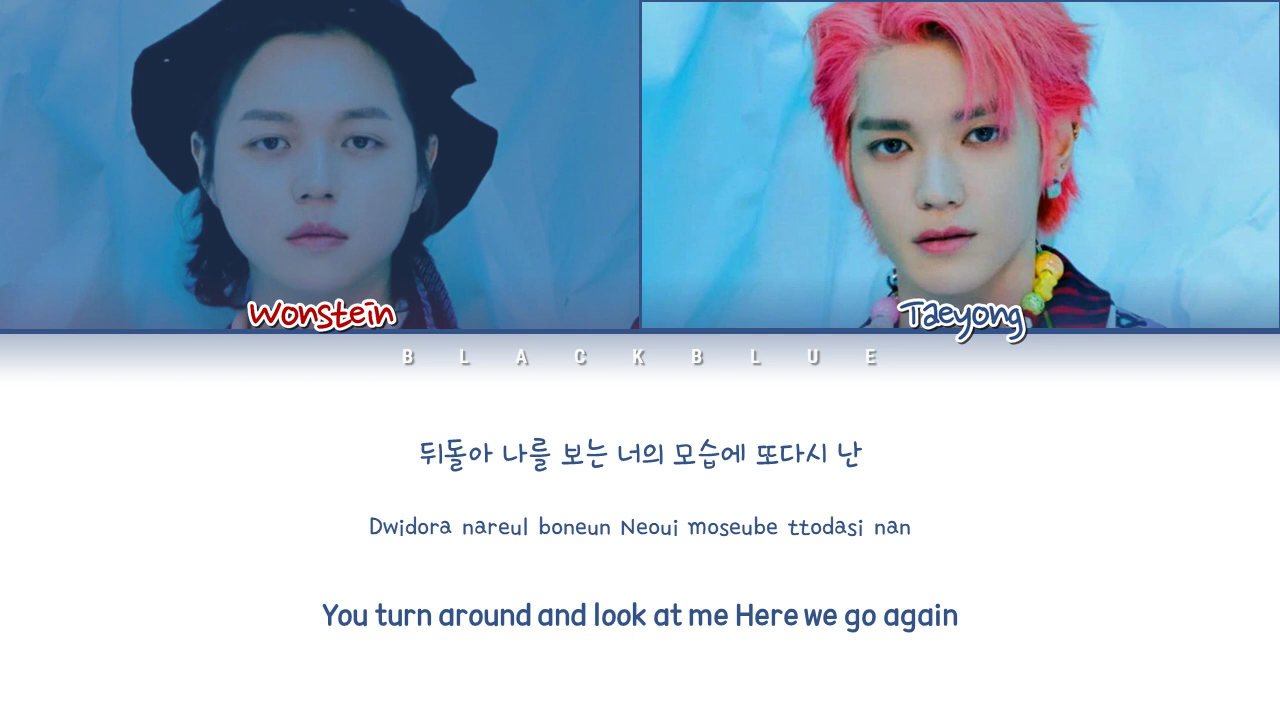 Wonstein
Taeyong
BLACKBLUE
뒤돌아 나를 보는 너의 모습에 또다시 난
Dwidora nareul boneun Neoui moseube ttodasi nan
You turn around and look at me Here we go again